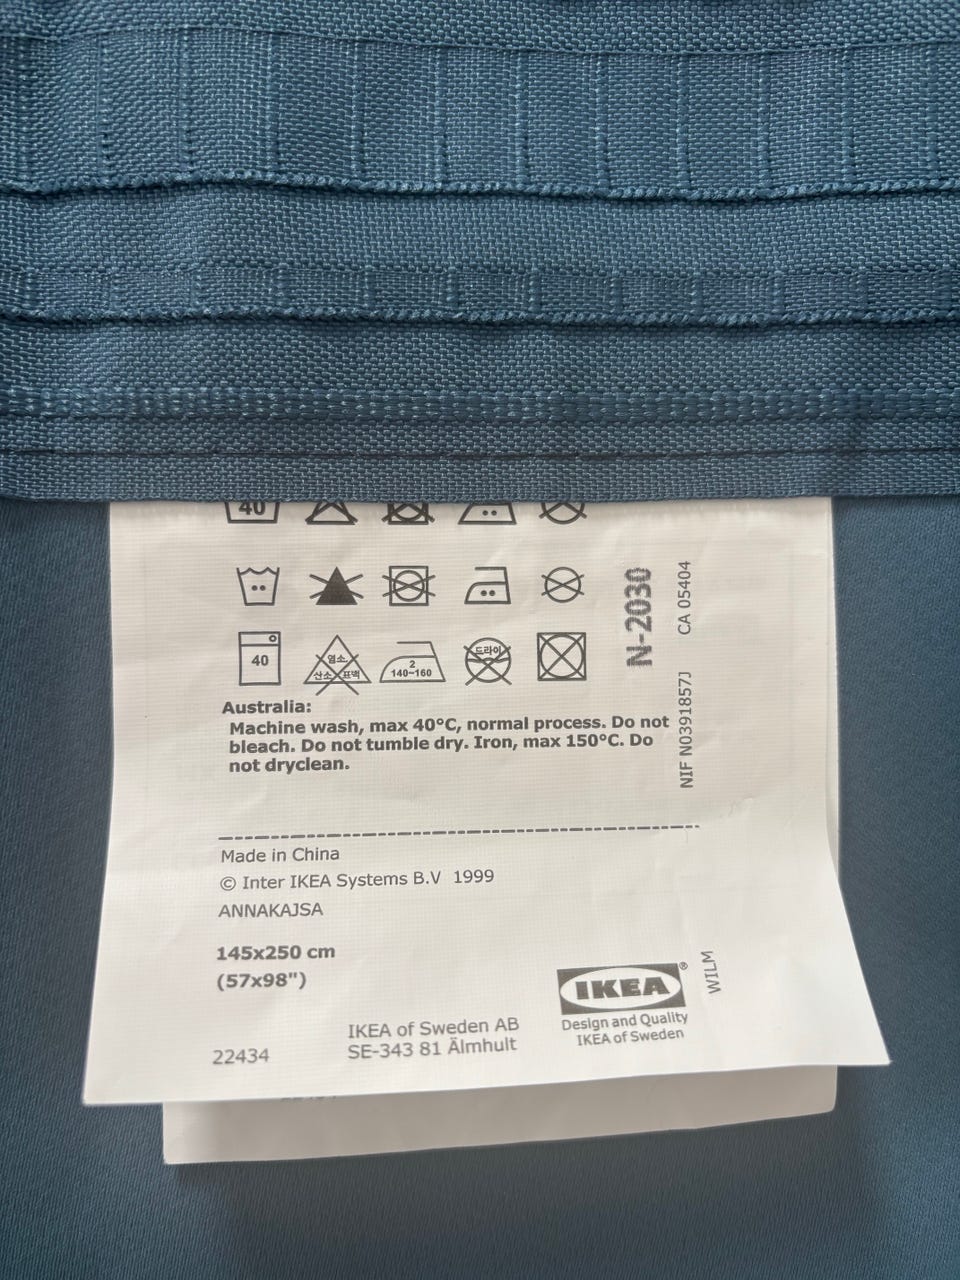 40
40
염소
산소 표백
2
140~160
드라이
N-2030
CA 05404
NIF N0391857J
Australia:
Machine wash, max 40°C, normal process. Do not
bleach. Do not tumble dry. Iron, max 150°C. Do
not dryclean.
Made in China
© Inter IKEA Systems B.V 1999
ANNAKAJSA
145x250 cm
(57x98")
WILM
IKEA®
Design and Quality
IKEA of Sweden
22434
IKEA of Sweden AB
SE-343 81 Älmhult